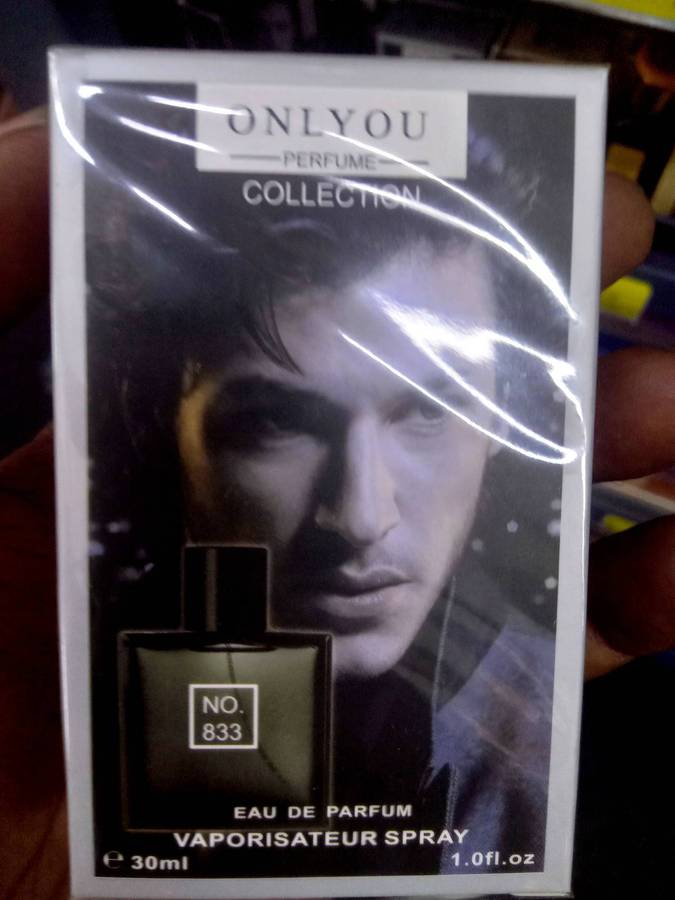 ONLYOU
PERFUME
COLLECTION
NO.
833
EAU DE PARFUM
VAPORISATEUR SPRAY
℮ 30ml
1.0fl.oz